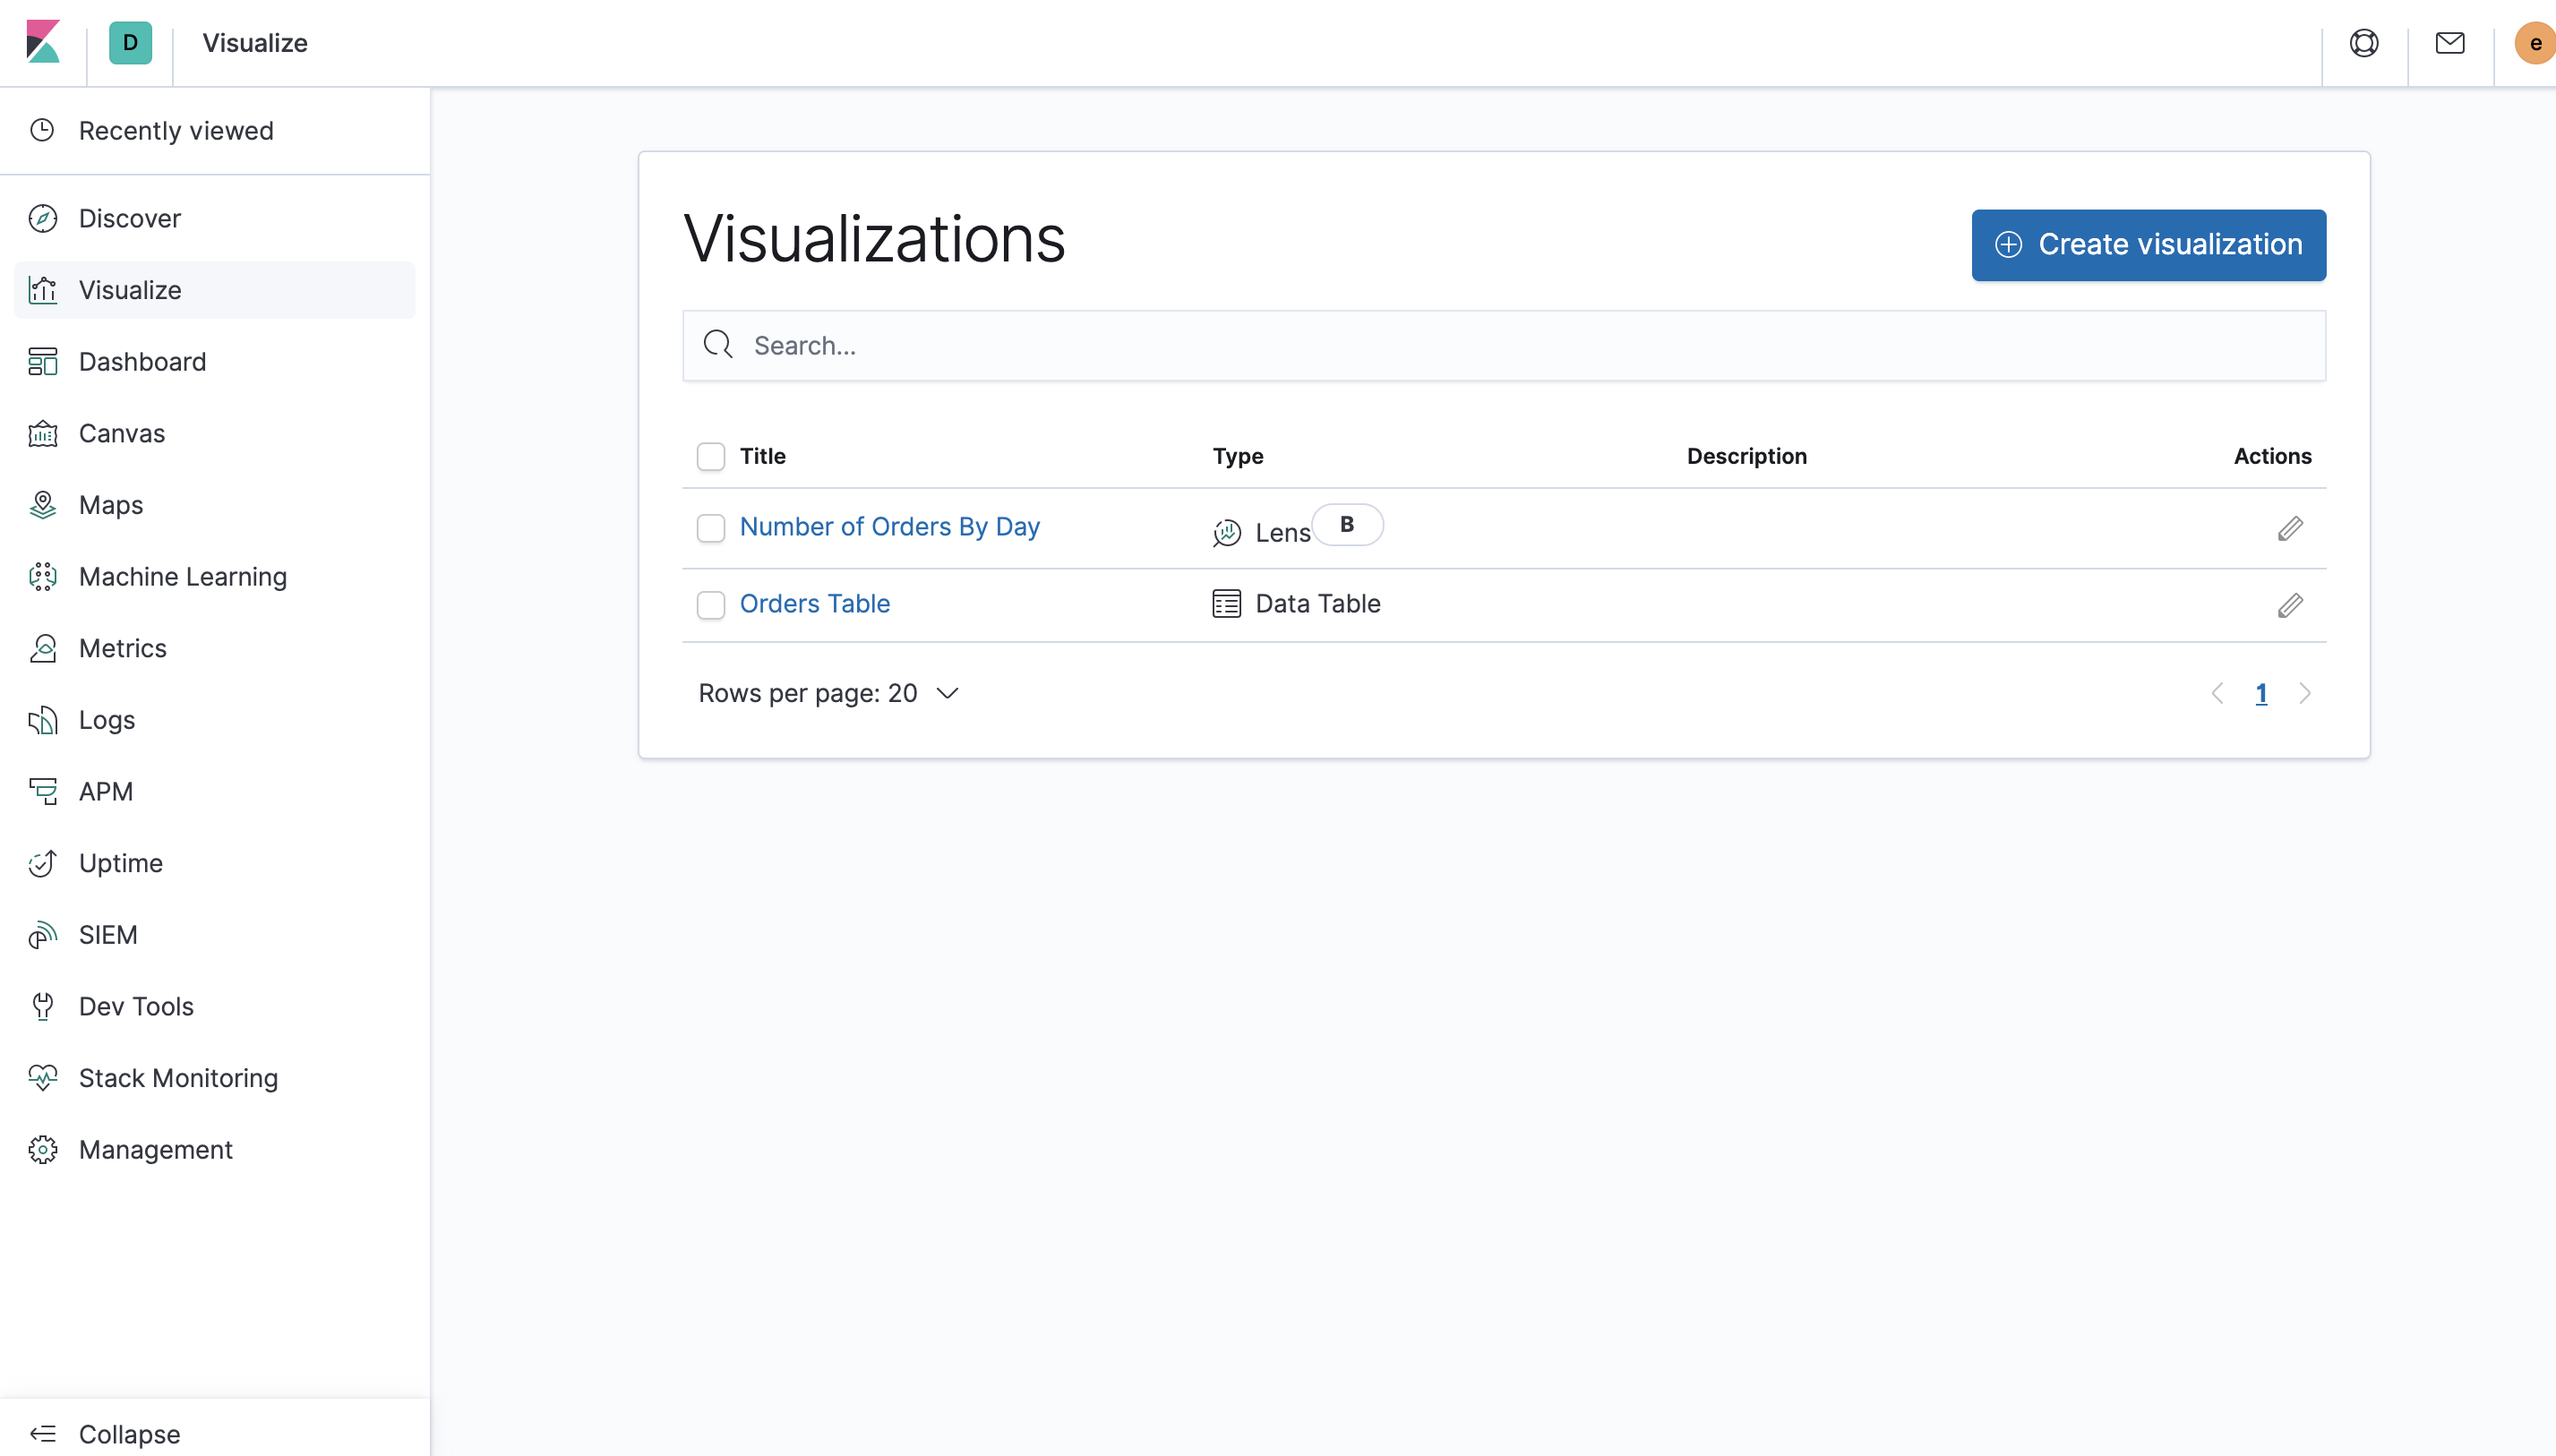 D Visualize e
Recently viewed
Discover
Visualize
Dashboard
Canvas
Maps
Machine Learning
Metrics
Logs
APM
Uptime
SIEM
Dev Tools
Stack Monitoring
Management
Collapse
Visualizations
Create visualization
Search...
Title Type Description Actions
Number of Orders By Day Lens B
Orders Table Data Table
Rows per page: 20 1